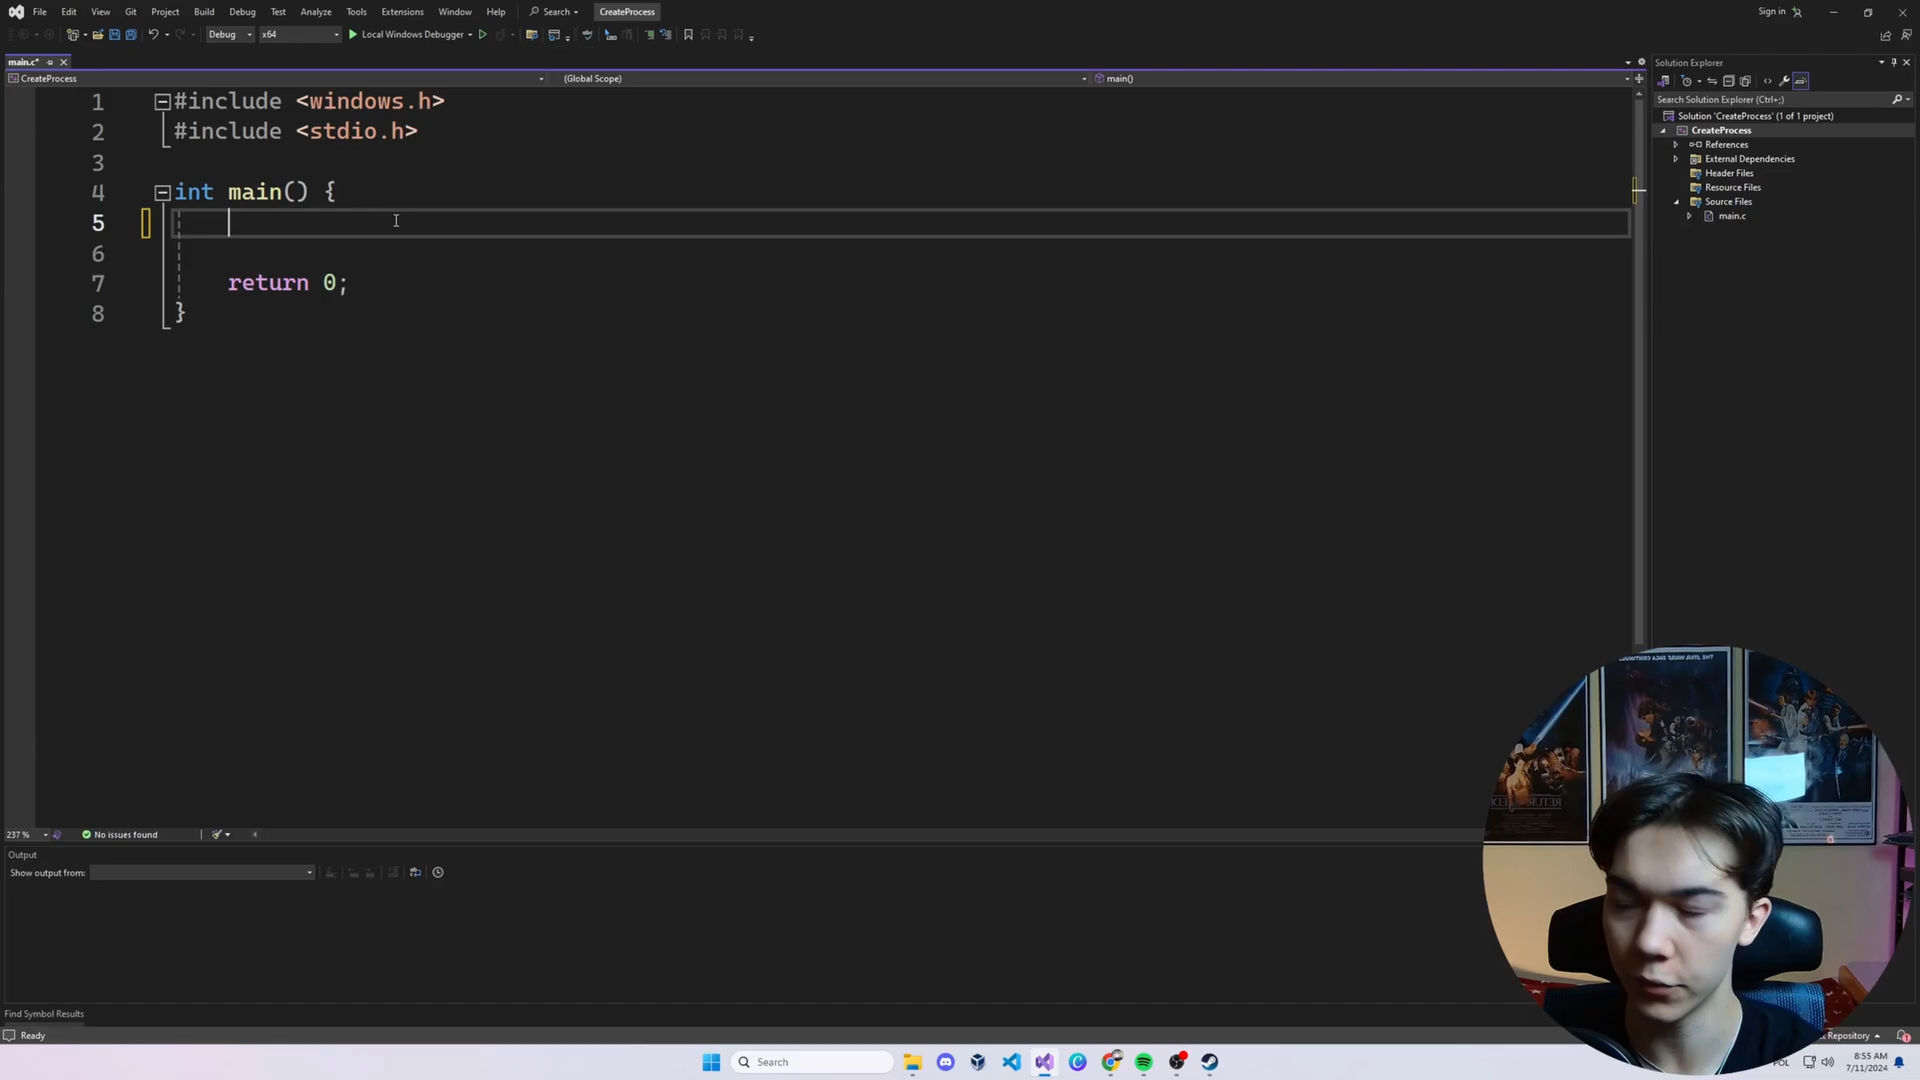 File Edit View Git Project Build Debug Test Analyze Tools Extensions Window Help Search CreateProcess Sign in
Debug x64 Local Windows Debugger
main.c*
CreateProcess (Global Scope) main()
1 #include <windows.h>
2 #include <stdio.h>
3
4 int main() {
5
6
7 return 0;
8 }
Solution Explorer
Search Solution Explorer (Ctrl+;)
Solution 'CreateProcess' (1 of 1 project)
CreateProcess
References
External Dependencies
Header Files
Resource Files
Source Files
main.c
237 % No issues found
Output
Show output from:
Find Symbol Results
Ready
Repository
Search
POL
8:55 AM
7/11/2024